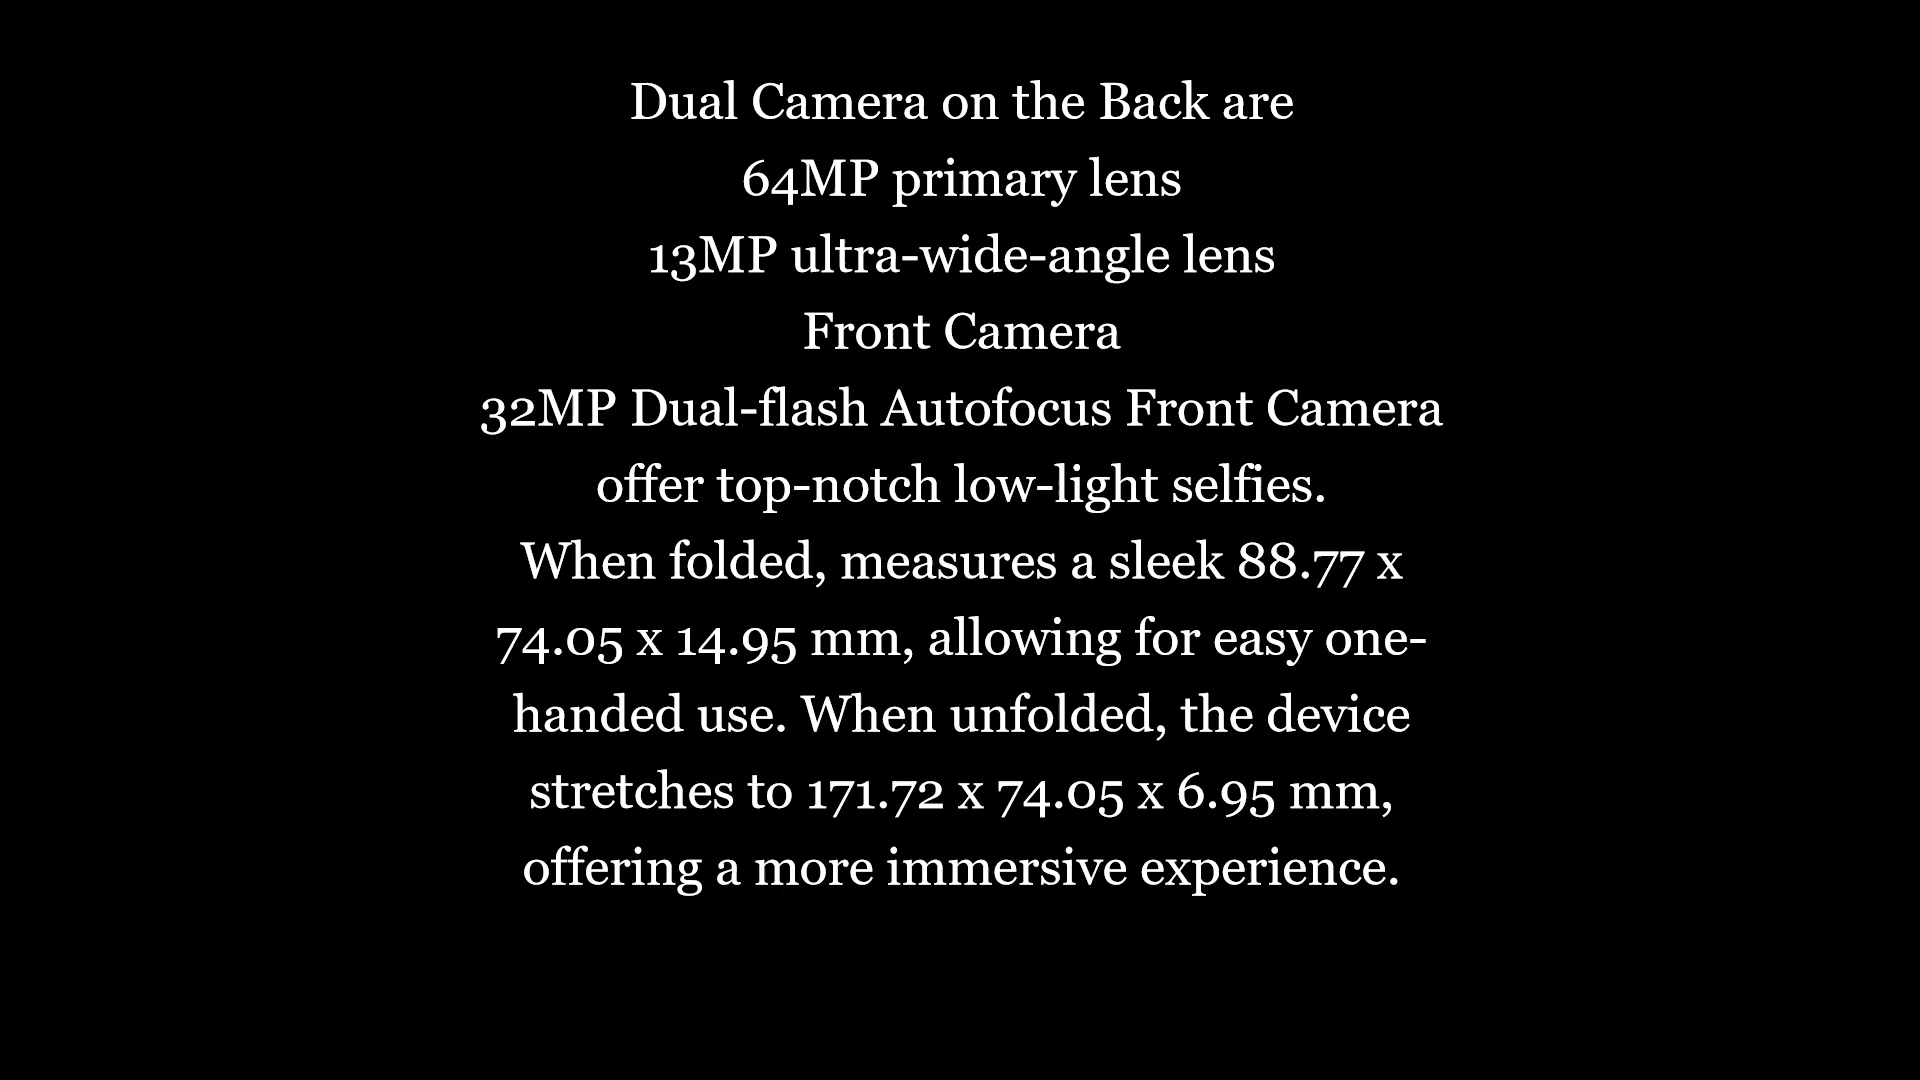 Dual Camera on the Back are
64MP primary lens
13MP ultra-wide-angle lens
Front Camera
32MP Dual-flash Autofocus Front Camera
offer top-notch low-light selfies.
When folded, measures a sleek 88.77 x
74.05 x 14.95 mm, allowing for easy one-
handed use. When unfolded, the device
stretches to 171.72 x 74.05 x 6.95 mm,
offering a more immersive experience.